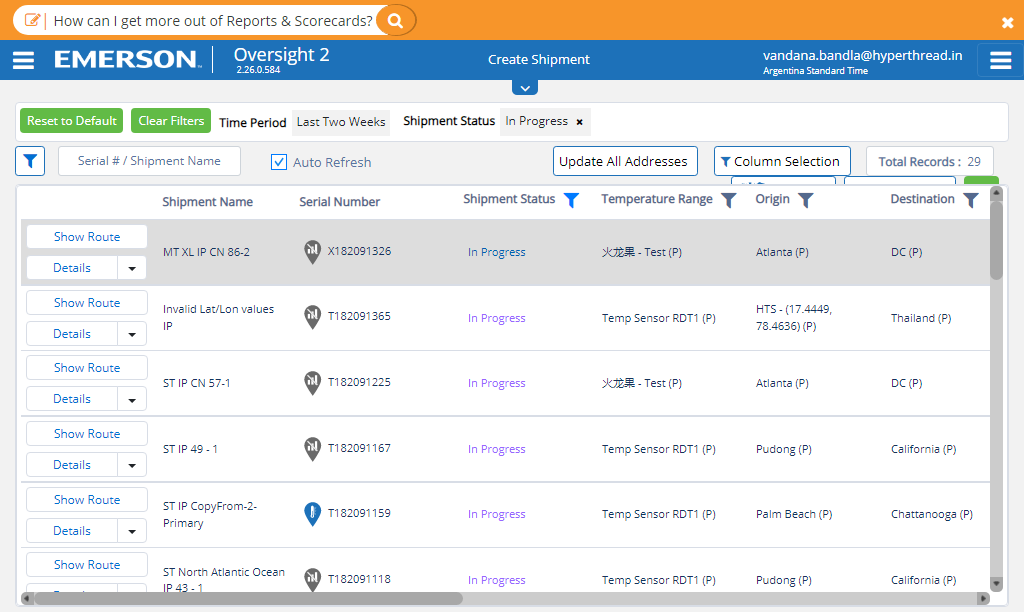 How can I get more out of Reports & Scorecards?
EMERSON
Oversight 2
2.26.0.584
Create Shipment
vandana.bandla@hyperthread.in
Argentina Standard Time
Reset to Default
Clear Filters
Time Period
Last Two Weeks
Shipment Status
In Progress ×
Serial # / Shipment Name
Auto Refresh
Update All Addresses
Column Selection
Total Records : 29
Shipment Name
Serial Number
Shipment Status
Temperature Range
Origin
Destination
Show Route
Details
MT XL IP CN 86-2
X182091326
In Progress
火龙果 - Test (P)
Atlanta (P)
DC (P)
Show Route
Details
Invalid Lat/Lon values
IP
T182091365
In Progress
Temp Sensor RDT1 (P)
HTS - (17.4449,
78.4636) (P)
Thailand (P)
Show Route
Details
ST IP CN 57-1
T182091225
In Progress
火龙果 - Test (P)
Atlanta (P)
DC (P)
Show Route
Details
ST IP 49 - 1
T182091167
In Progress
Temp Sensor RDT1 (P)
Pudong (P)
California (P)
Show Route
Details
ST IP CopyFrom-2-
Primary
T182091159
In Progress
Temp Sensor RDT1 (P)
Palm Beach (P)
Chattanooga (P)
Show Route
ST North Atlantic Ocean
IP 43 - 1
T182091118
In Progress
Temp Sensor RDT1 (P)
Pudong (P)
California (P)